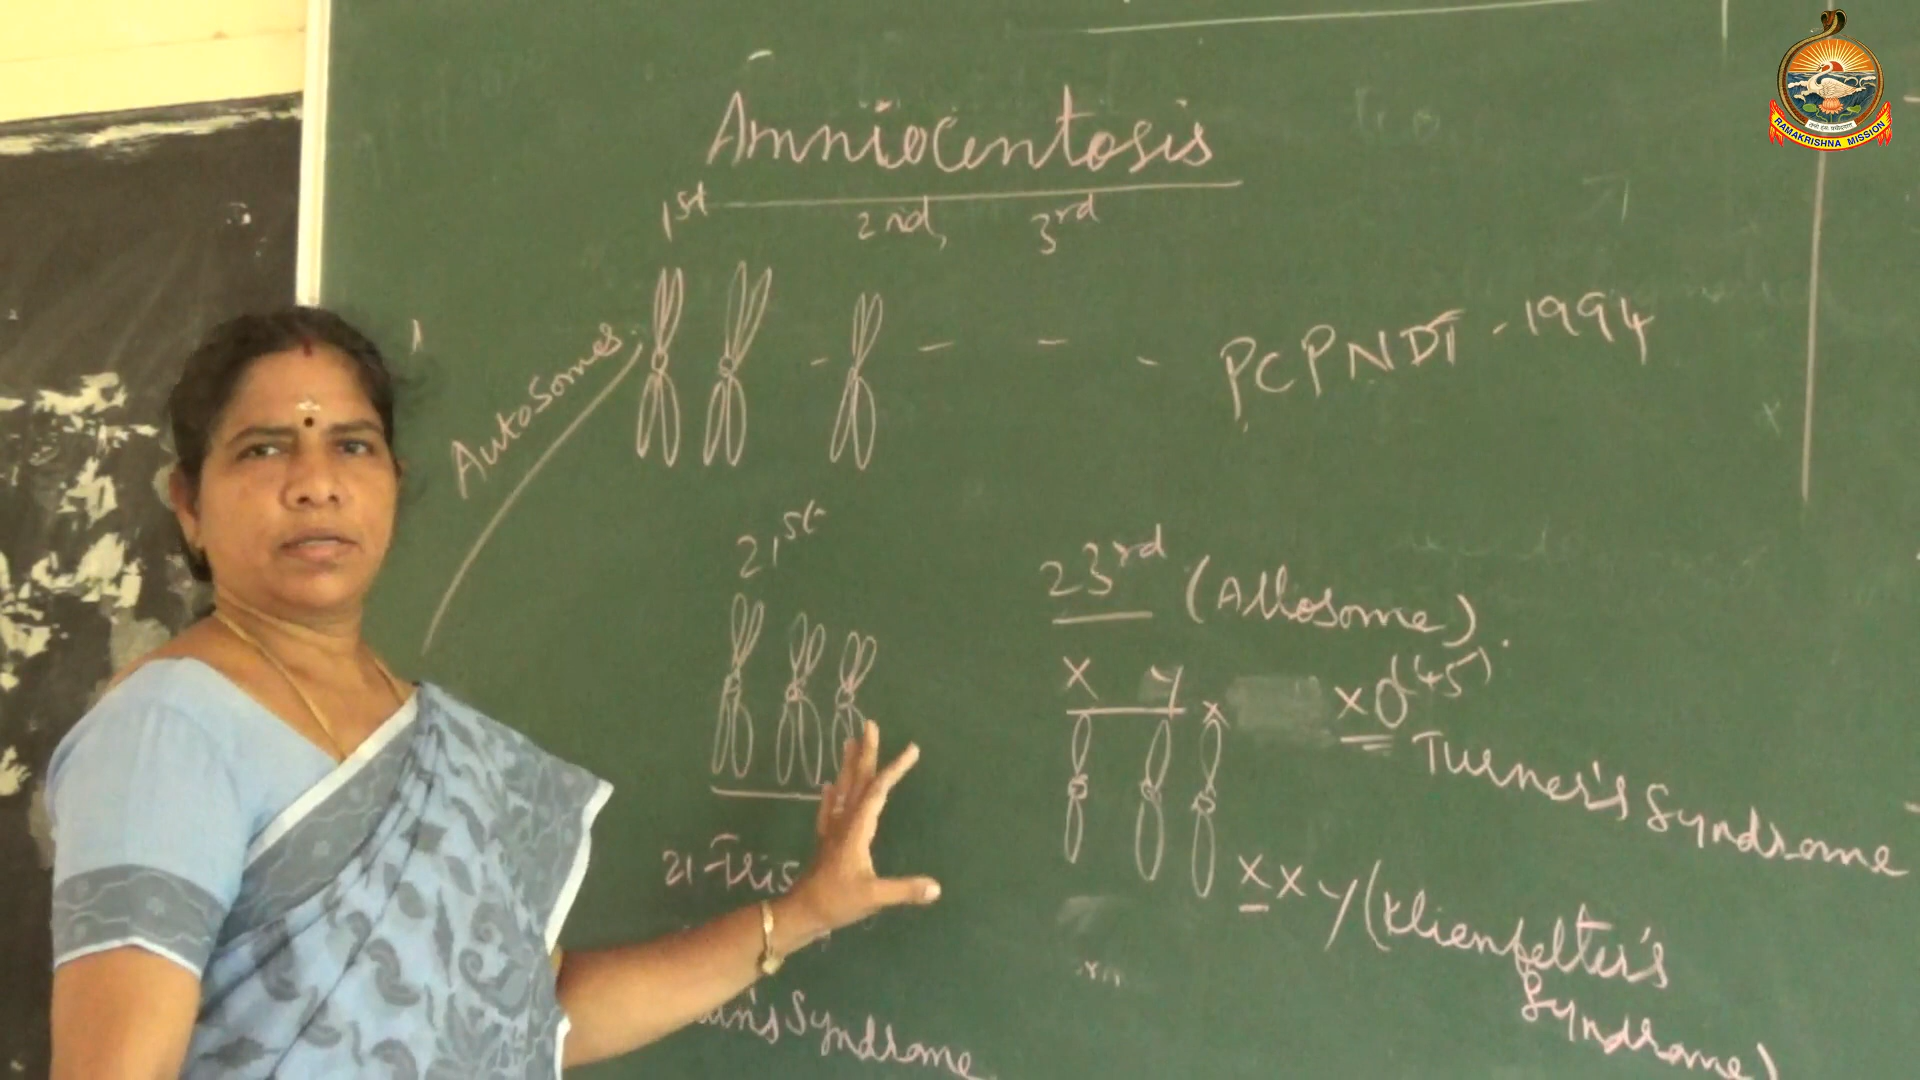 Amniocentosis
1st 2nd, 3rd
Autosomes
PCPNDT - 1994
21st
23rd (Allosome).
X Y X XO (45)
Turner's Syndrome
21-Tris
XXY (Klienfelter's
Syndrome)
Syndrome
RAMAKRISHNA MISSION